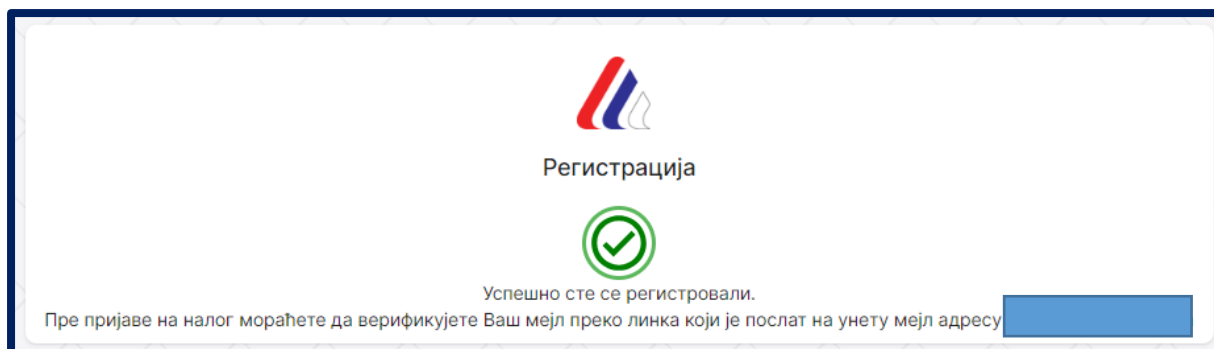 Регистрација
Успешно сте се регистровали.
Пре пријаве на налог мораћете да верификујете Ваш мејл преко линка који је послат на унету мејл адресу